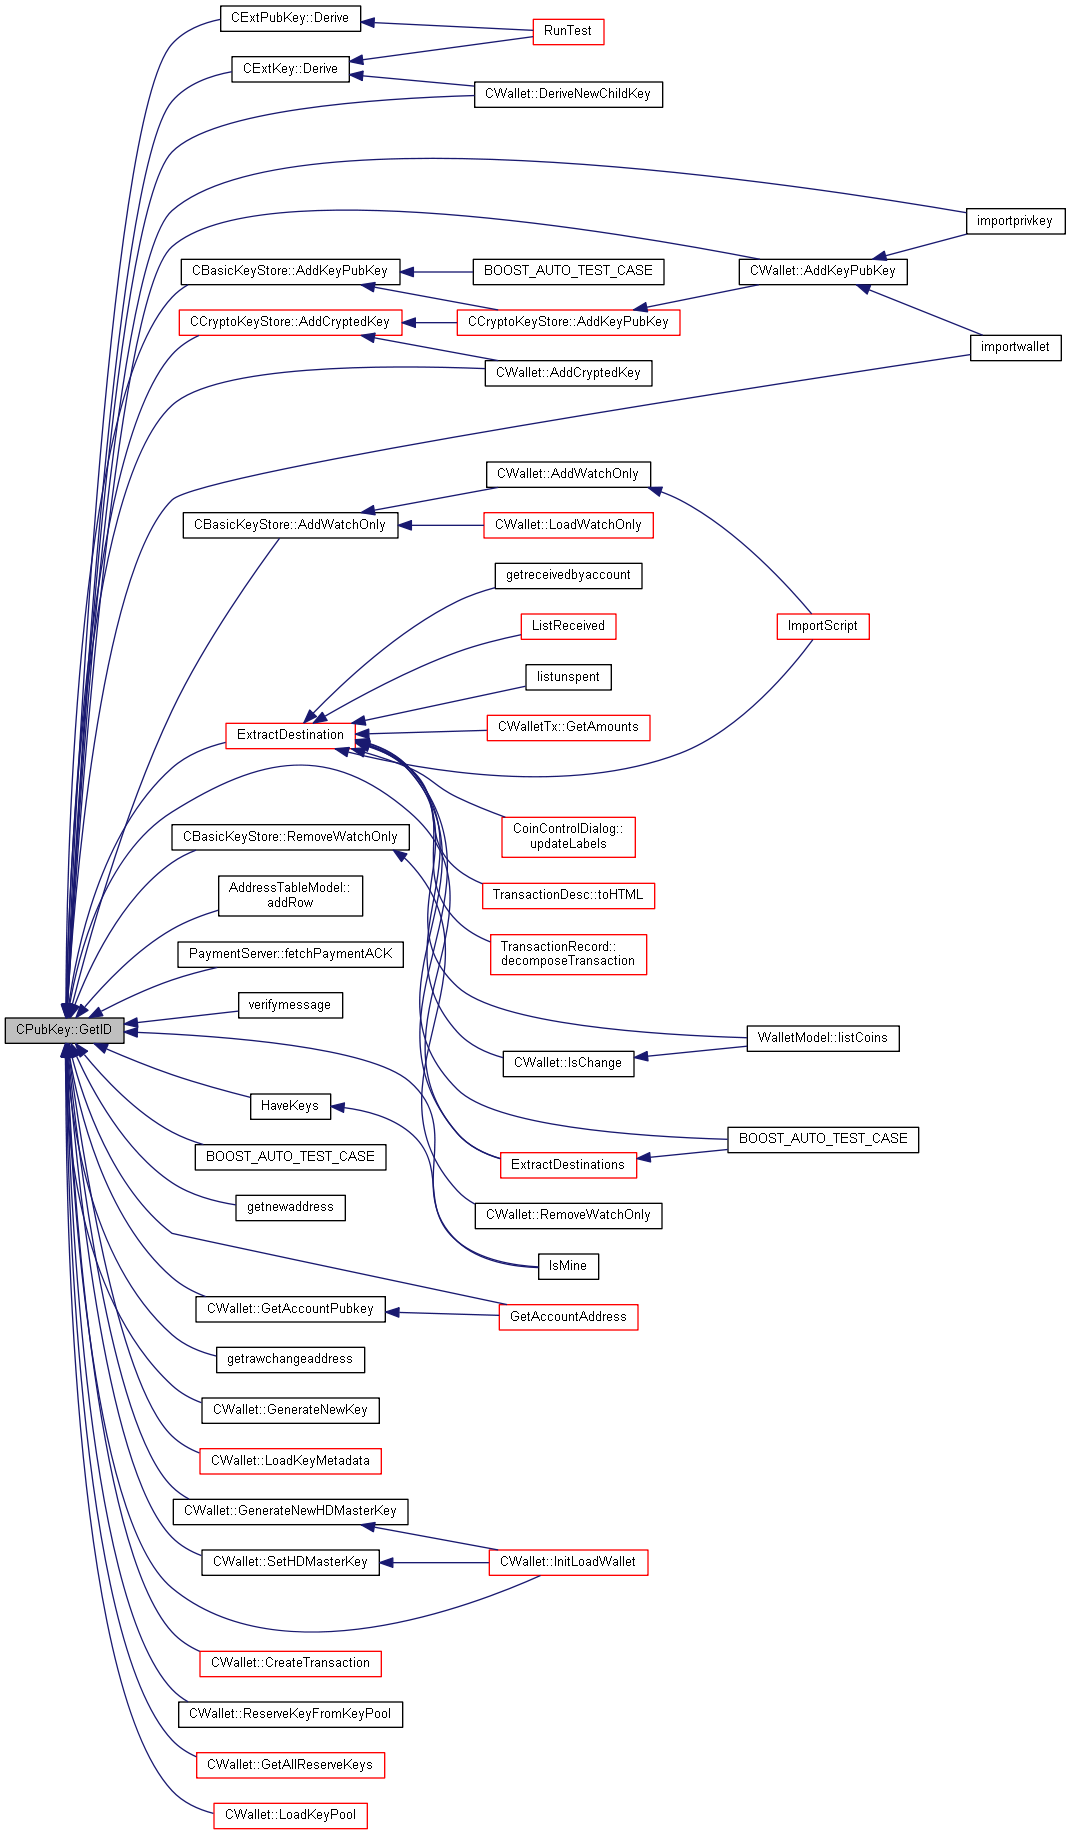 CExtPubKey::Derive
RunTest
CExtKey::Derive
CWallet::DeriveNewChildKey
importprivkey
CBasicKeyStore::AddKeyPubKey
BOOST_AUTO_TEST_CASE
CWallet::AddKeyPubKey
CCryptoKeyStore::AddCryptedKey
CCryptoKeyStore::AddKeyPubKey
importwallet
CWallet::AddCryptedKey
CWallet::AddWatchOnly
CBasicKeyStore::AddWatchOnly
CWallet::LoadWatchOnly
getreceivedbyaccount
ListReceived
ImportScript
listunspent
ExtractDestination
CWalletTx::GetAmounts
CoinControlDialog::
updateLabels
CBasicKeyStore::RemoveWatchOnly
AddressTableModel::
addRow
TransactionDesc::toHTML
PaymentServer::fetchPaymentACK
TransactionRecord::
decomposeTransaction
verifymessage
CPubKey::GetID
WalletModel::listCoins
CWallet::IsChange
HaveKeys
BOOST_AUTO_TEST_CASE
BOOST_AUTO_TEST_CASE
ExtractDestinations
getnewaddress
CWallet::RemoveWatchOnly
IsMine
CWallet::GetAccountPubkey
GetAccountAddress
getrawchangeaddress
CWallet::GenerateNewKey
CWallet::LoadKeyMetadata
CWallet::GenerateNewHDMasterKey
CWallet::SetHDMasterKey
CWallet::InitLoadWallet
CWallet::CreateTransaction
CWallet::ReserveKeyFromKeyPool
CWallet::GetAllReserveKeys
CWallet::LoadKeyPool